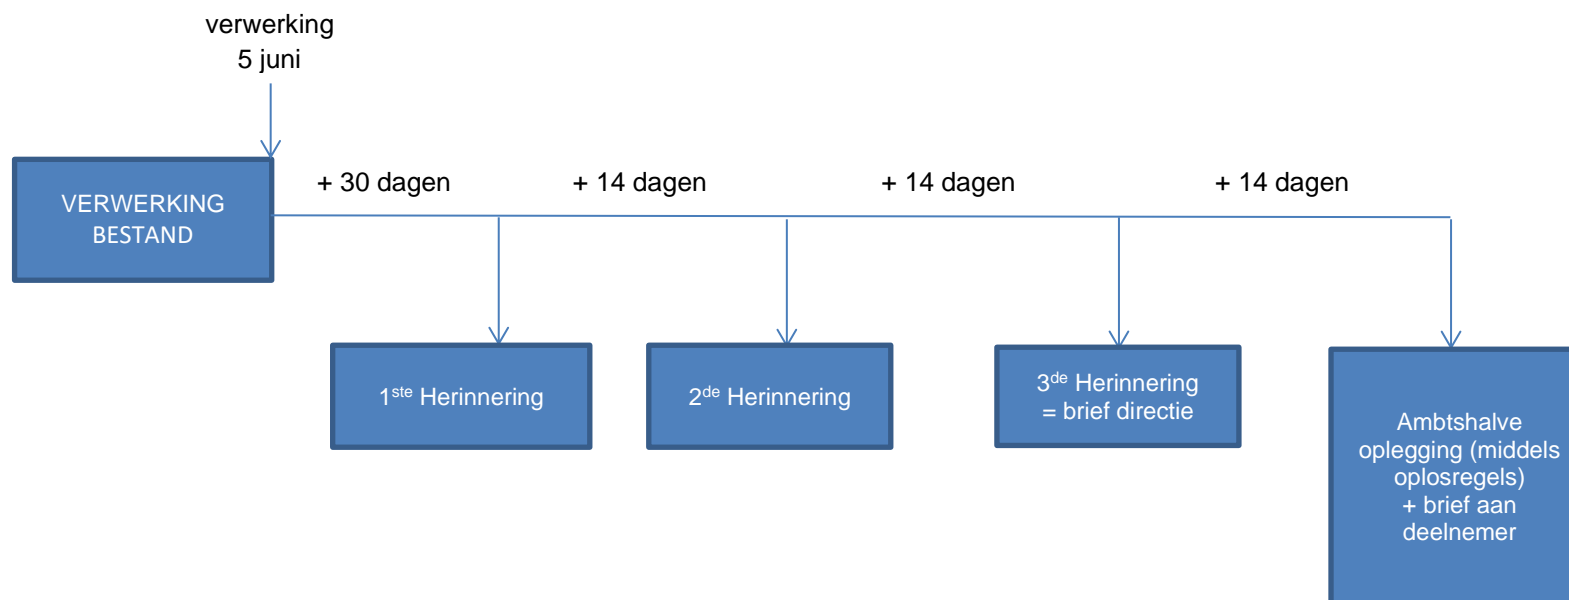 verwerking
5 juni
+ 30 dagen
+ 14 dagen
+ 14 dagen
+ 14 dagen
VERWERKING
BESTAND
1ste Herinnering
2de Herinnering
3de Herinnering
= brief directie
Ambtshalve
oplegging (middels
oplosregels)
+ brief aan
deelnemer